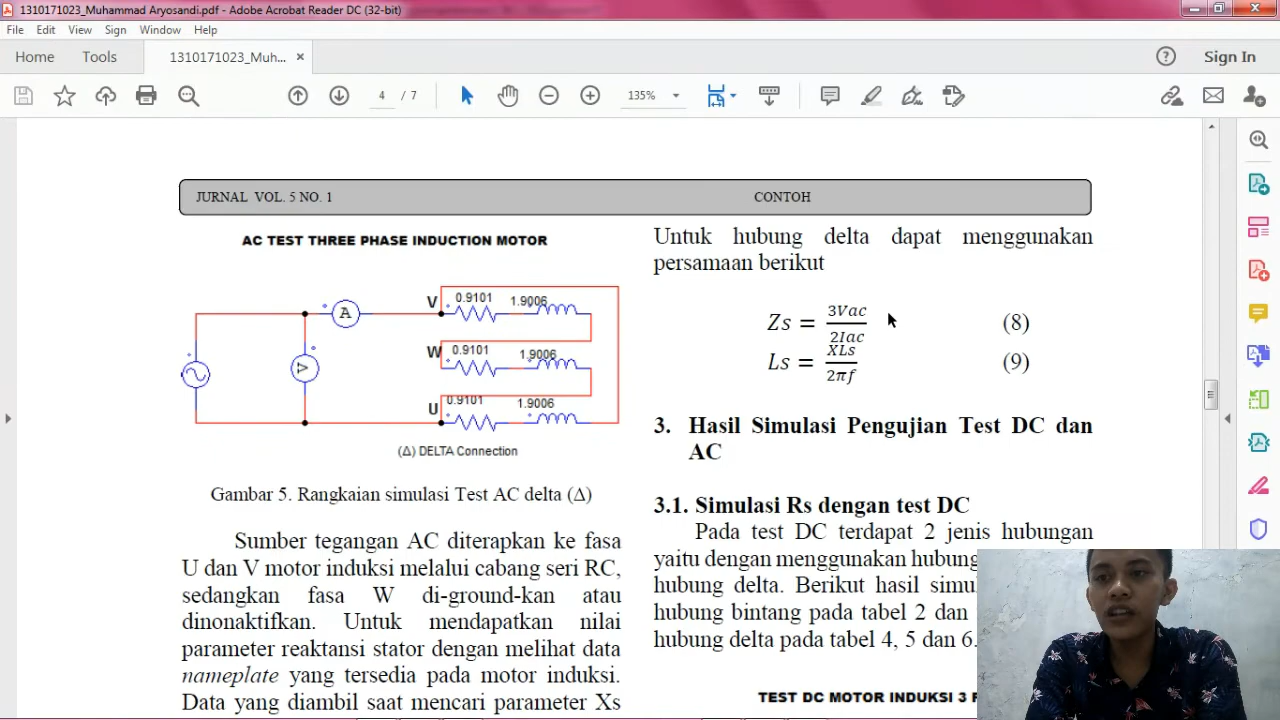 1310171023_Muhammad Aryosandi.pdf - Adobe Acrobat Reader DC (32-bit)
File Edit View Sign Window Help
Home Tools 1310171023_Muh... × Sign In
4 / 7 135%
JURNAL VOL. 5 NO. 1 CONTOH
AC TEST THREE PHASE INDUCTION MOTOR
A
V
V 0.9101 1.9006
W 0.9101 1.9006
U 0.9101 1.9006
(Δ) DELTA Connection
Gambar 5. Rangkaian simulasi Test AC delta (Δ)
Sumber tegangan AC diterapkan ke fasa
U dan V motor induksi melalui cabang seri RC,
sedangkan fasa W di-ground-kan atau
dinonaktifkan. Untuk mendapatkan nilai
parameter reaktansi stator dengan melihat data
nameplate yang tersedia pada motor induksi.
Data yang diambil saat mencari parameter Xs
Untuk hubung delta dapat menggunakan
persamaan berikut
Zs = 3Vac / 2Iac (8)
Ls = XLs / 2πf (9)
3. Hasil Simulasi Pengujian Test DC dan
AC
3.1. Simulasi Rs dengan test DC
Pada test DC terdapat 2 jenis hubungan
yaitu dengan menggunakan hubung
hubung delta. Berikut hasil simu
hubung bintang pada tabel 2 dan
hubung delta pada tabel 4, 5 dan 6.
TEST DC MOTOR INDUKSI 3